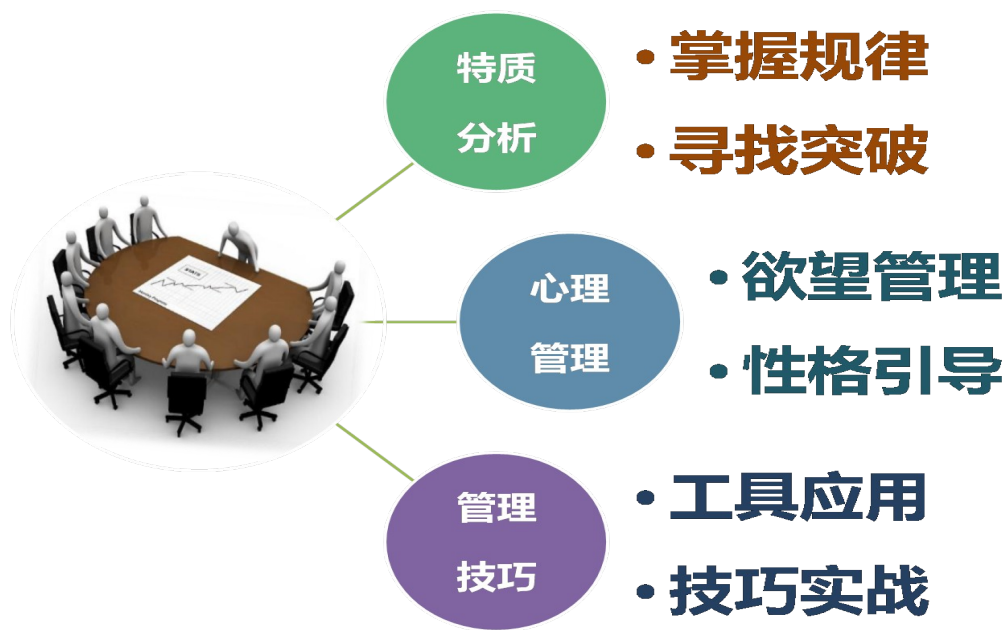 特质
分析
• 掌握规律
• 寻找突破
心理
管理
• 欲望管理
• 性格引导
管理
技巧
• 工具应用
• 技巧实战
STATS